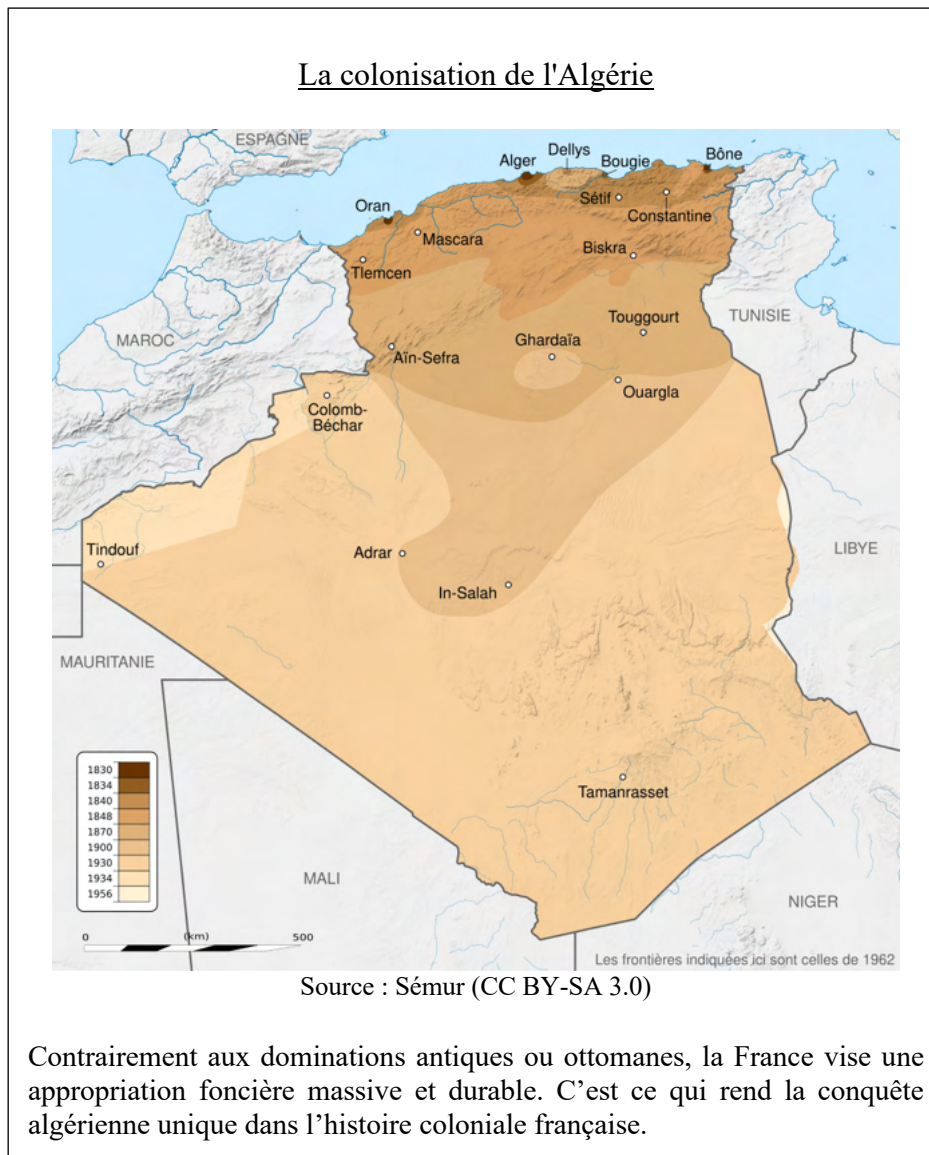 La colonisation de l'Algérie
ESPAGNE
Alger
Dellys
Bougie
Bône
Oran
Sétif
Constantine
Mascara
Tlemcen
Biskra
MAROC
TUNISIE
Touggourt
Ghardaïa
Aïn-Sefra
Ouargla
Colomb-
Béchar
Tindouf
Adrar
LIBYE
In-Salah
MAURITANIE
1830
1834
1840
1848
1870
1900
1930
1934
1956
Tamanrasset
MALI
NIGER
0 (km) 500
Les frontières indiquées ici sont celles de 1962
Source : Sémur (CC BY-SA 3.0)
Contrairement aux dominations antiques ou ottomanes, la France vise une
appropriation foncière massive et durable. C’est ce qui rend la conquête
algérienne unique dans l’histoire coloniale française.